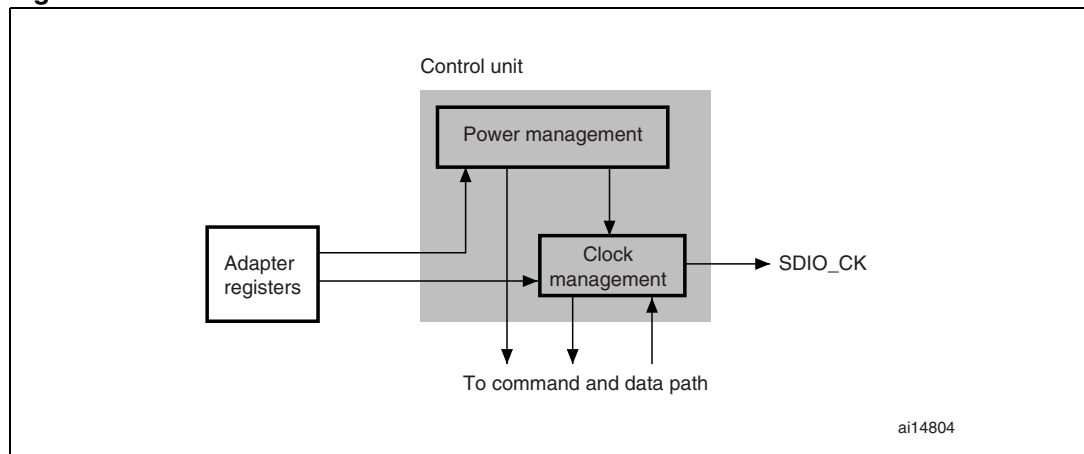 Control unit
Power management
Adapter
registers
Clock
management
SDIO_CK
To command and data path
ai14804